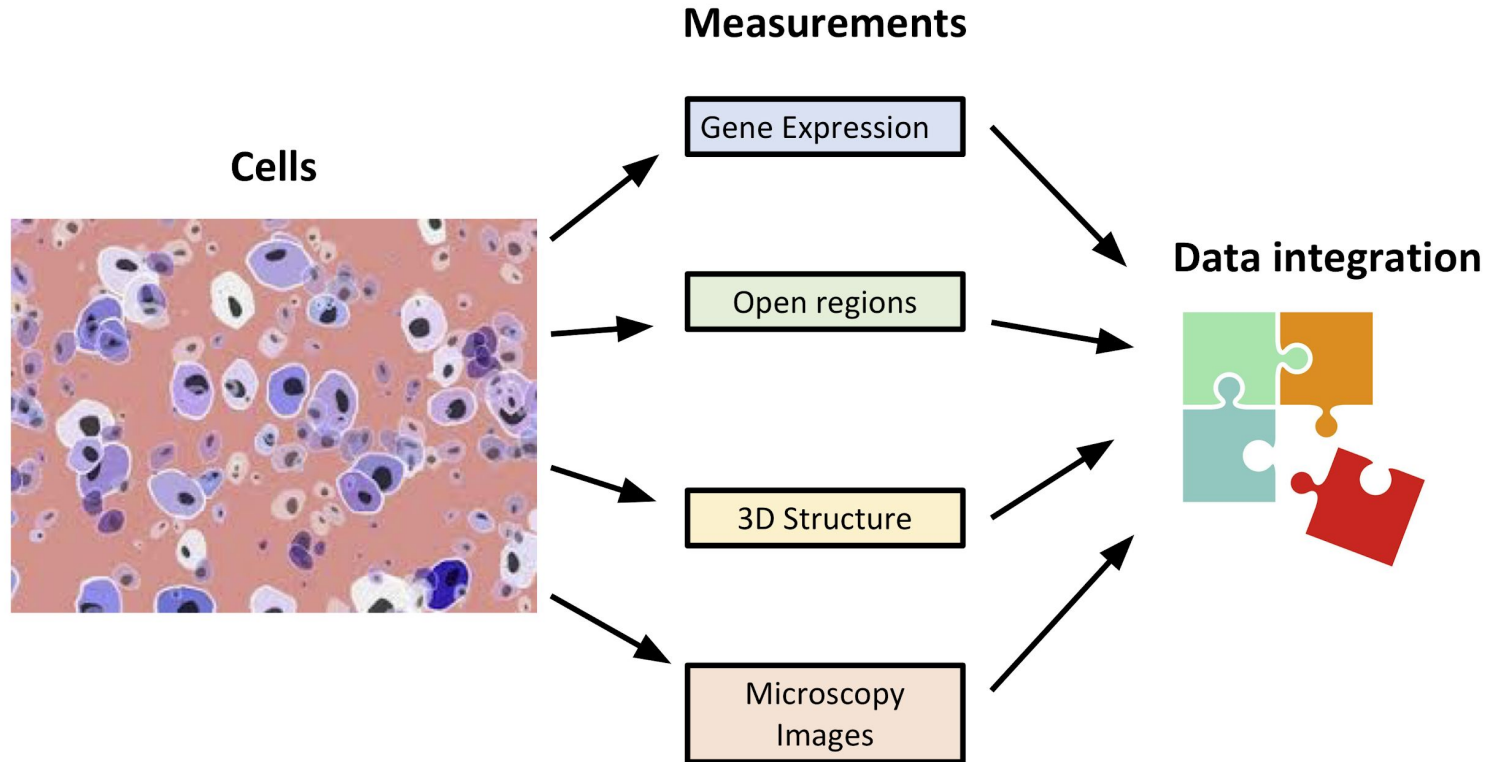 Measurements
Cells
Gene Expression
Open regions
3D Structure
Microscopy
Images
Data integration